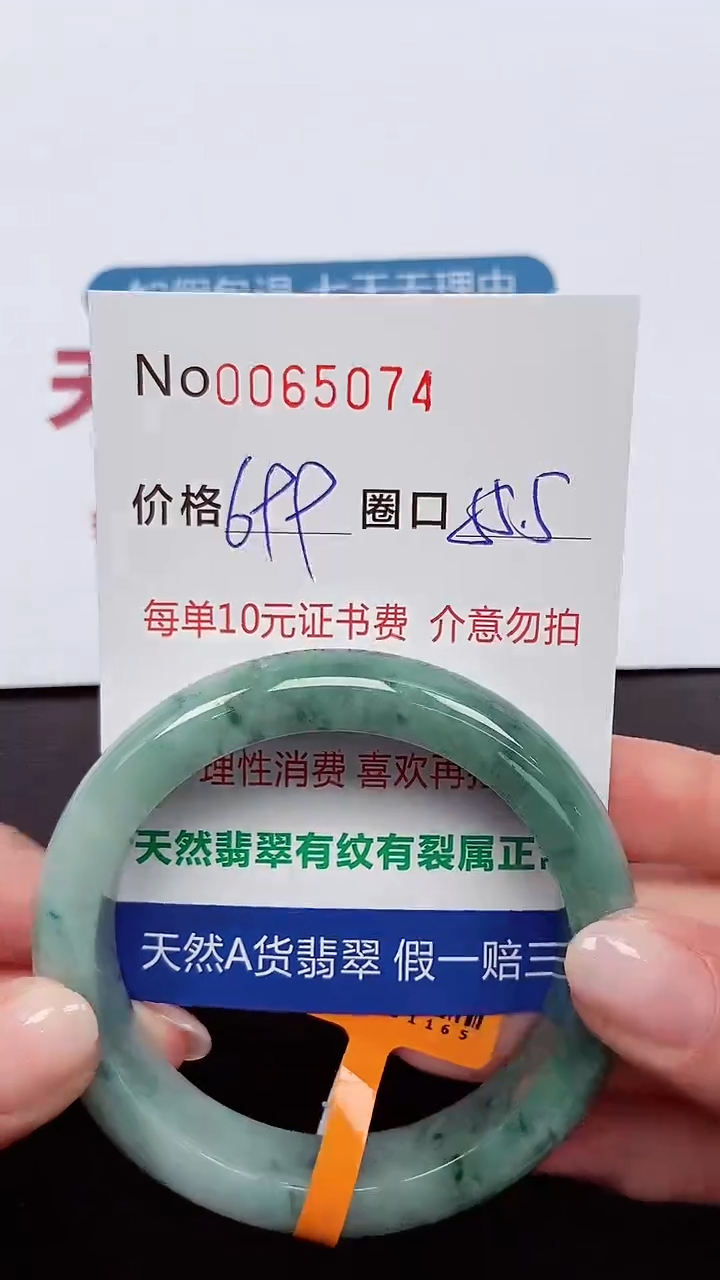 天
No0065074
价格699 圈口55.5
每单10元证书费 介意勿拍
理性消费 喜欢再
天然翡翠有纹有裂属正
天然A货翡翠 假一赔三
1165